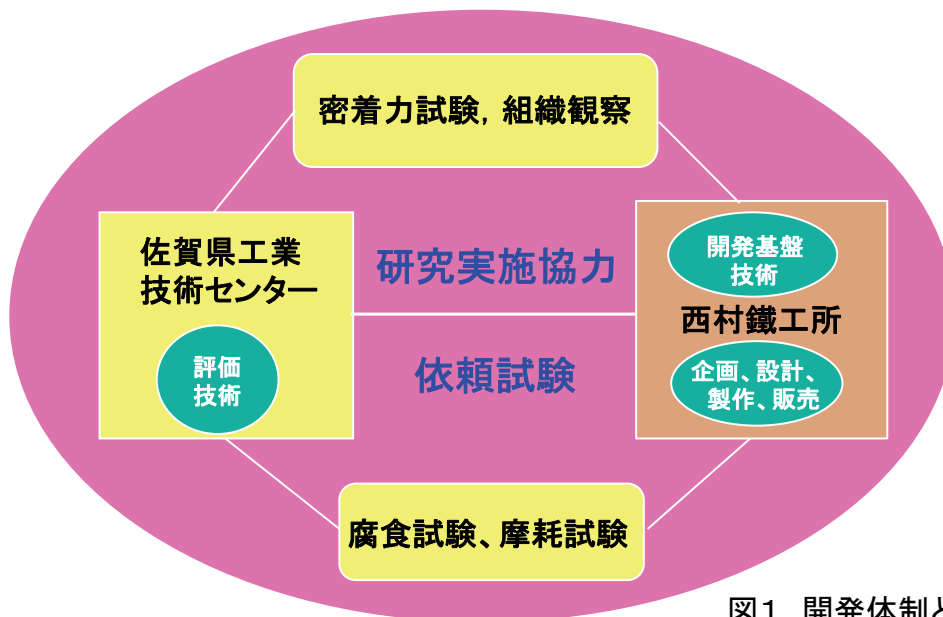 密着力試験, 組織観察
佐賀県工業
技術センター
評価
技術
研究実施協力
依頼試験
開発基盤
技術
西村鐵工所
企画、設計、
製作、販売
腐食試験、摩耗試験
図1 開発体制と